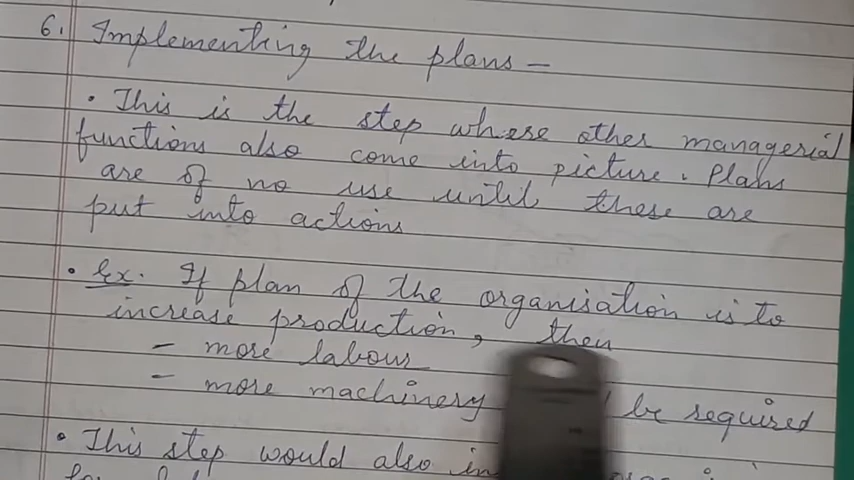 6. Implementing the plans -
• This is the step where other managerial
functions also come into picture. Plans
are of no use until these are
put into actions
• Ex. If plan of the organisation is to
increase production, then
- more labour
- more machinery be required
• This step would also